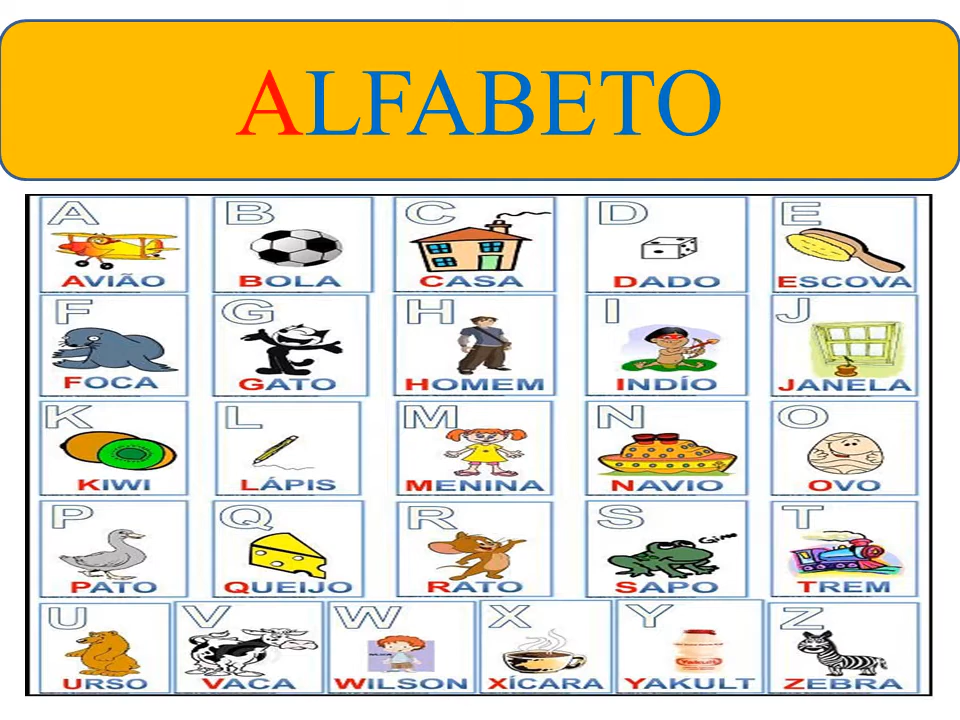 ALFABETO
A B C D E
AVIÃO BOLA CASA DADO ESCOVA
F G H I J
FOCA GATO HOMEM INDÍO JANELA
K L M N O
KIWI LÁPIS MENINA NAVIO OVO
P Q R S T
PATO QUEIJO RATO SAPO TREM
U V W X Y Z
Yakult
URSO VACA WILSON XÍCARA YAKULT ZEBRA